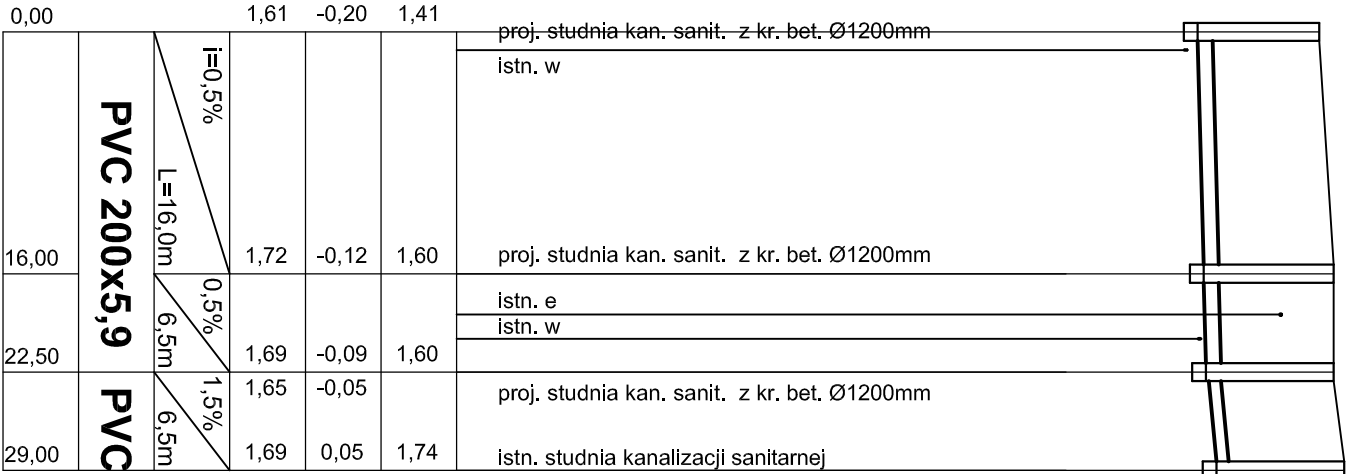 0,00 1,61 -0,20 1,41 proj. studnia kan. sanit. z kr. bet. Ø1200mm
istn. w
i=0,5%
PVC 200x5,9
L=16,0m
16,00 1,72 -0,12 1,60 proj. studnia kan. sanit. z kr. bet. Ø1200mm
istn. e
0,5%
istn. w
6,5m
22,50 1,69 -0,09 1,60
1,5%
1,65 -0,05 proj. studnia kan. sanit. z kr. bet. Ø1200mm
PVC
6,5m
29,00 1,69 0,05 1,74 istn. studnia kanalizacji sanitarnej